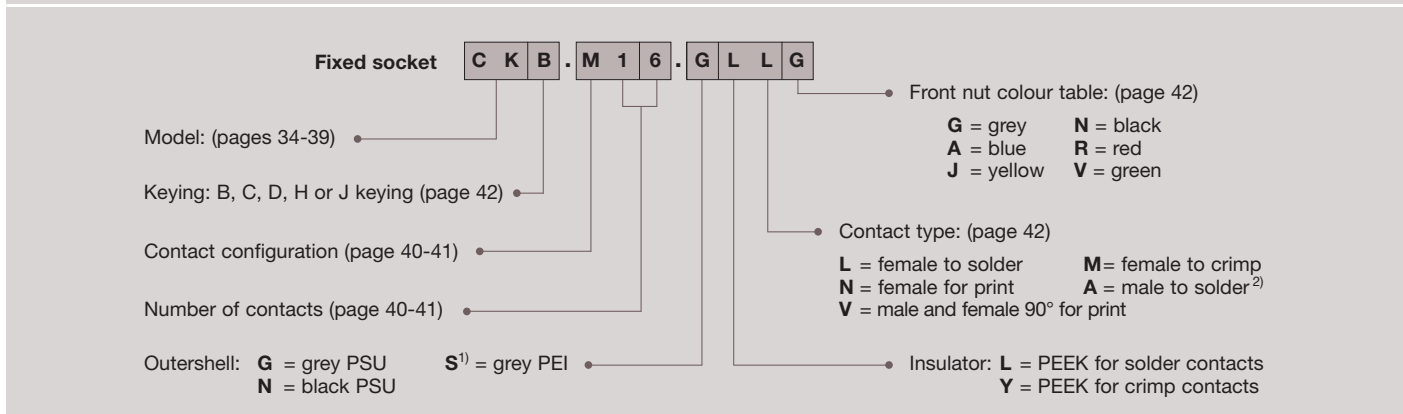 Fixed socket C K B . M 1 6 . G L L G
Front nut colour table: (page 42)
G = grey N = black
A = blue R = red
J = yellow V = green
Model: (pages 34-39)
Keying: B, C, D, H or J keying (page 42)
Contact type: (page 42)
Contact configuration (page 40-41)
L = female to solder M= female to crimp
N = female for print A = male to solder 2)
V = male and female 90° for print
Number of contacts (page 40-41)
Outershell: G = grey PSU S1) = grey PEI
N = black PSU
Insulator: L = PEEK for solder contacts
Y = PEEK for crimp contacts